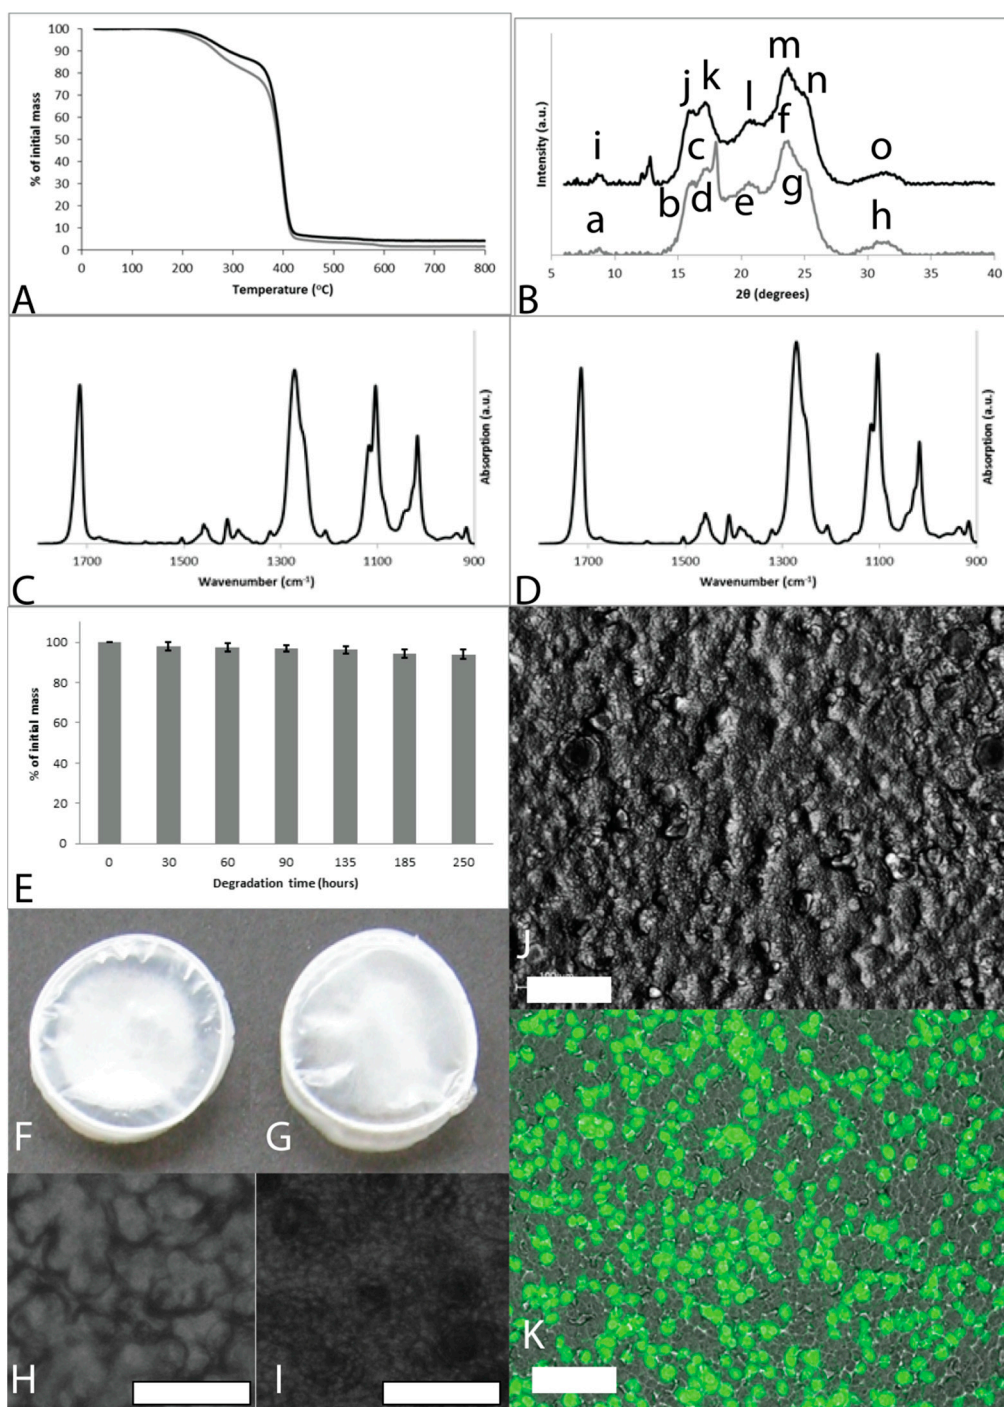 100
90
80
70
60
50
40
30
20
10
0
% of initial mass
0 100 200 300 400 500 600 700 800
Temperature (°C)
A
Intensity (a.u.)
m
k n
j l
f
i c o
b d e g
a h
5 10 15 20 25 30 35 40
2θ (degrees)
B
Absorption (a.u.)
1700 1500 1300 1100 900
Wavenumber (cm-1)
C
Absorption (a.u.)
1700 1500 1300 1100 900
Wavenumber (cm-1)
D
100
80
60
40
20
0
% of initial mass
0 30 60 90 135 185 250
Degradation time (hours)
E
J
F G
K
H I